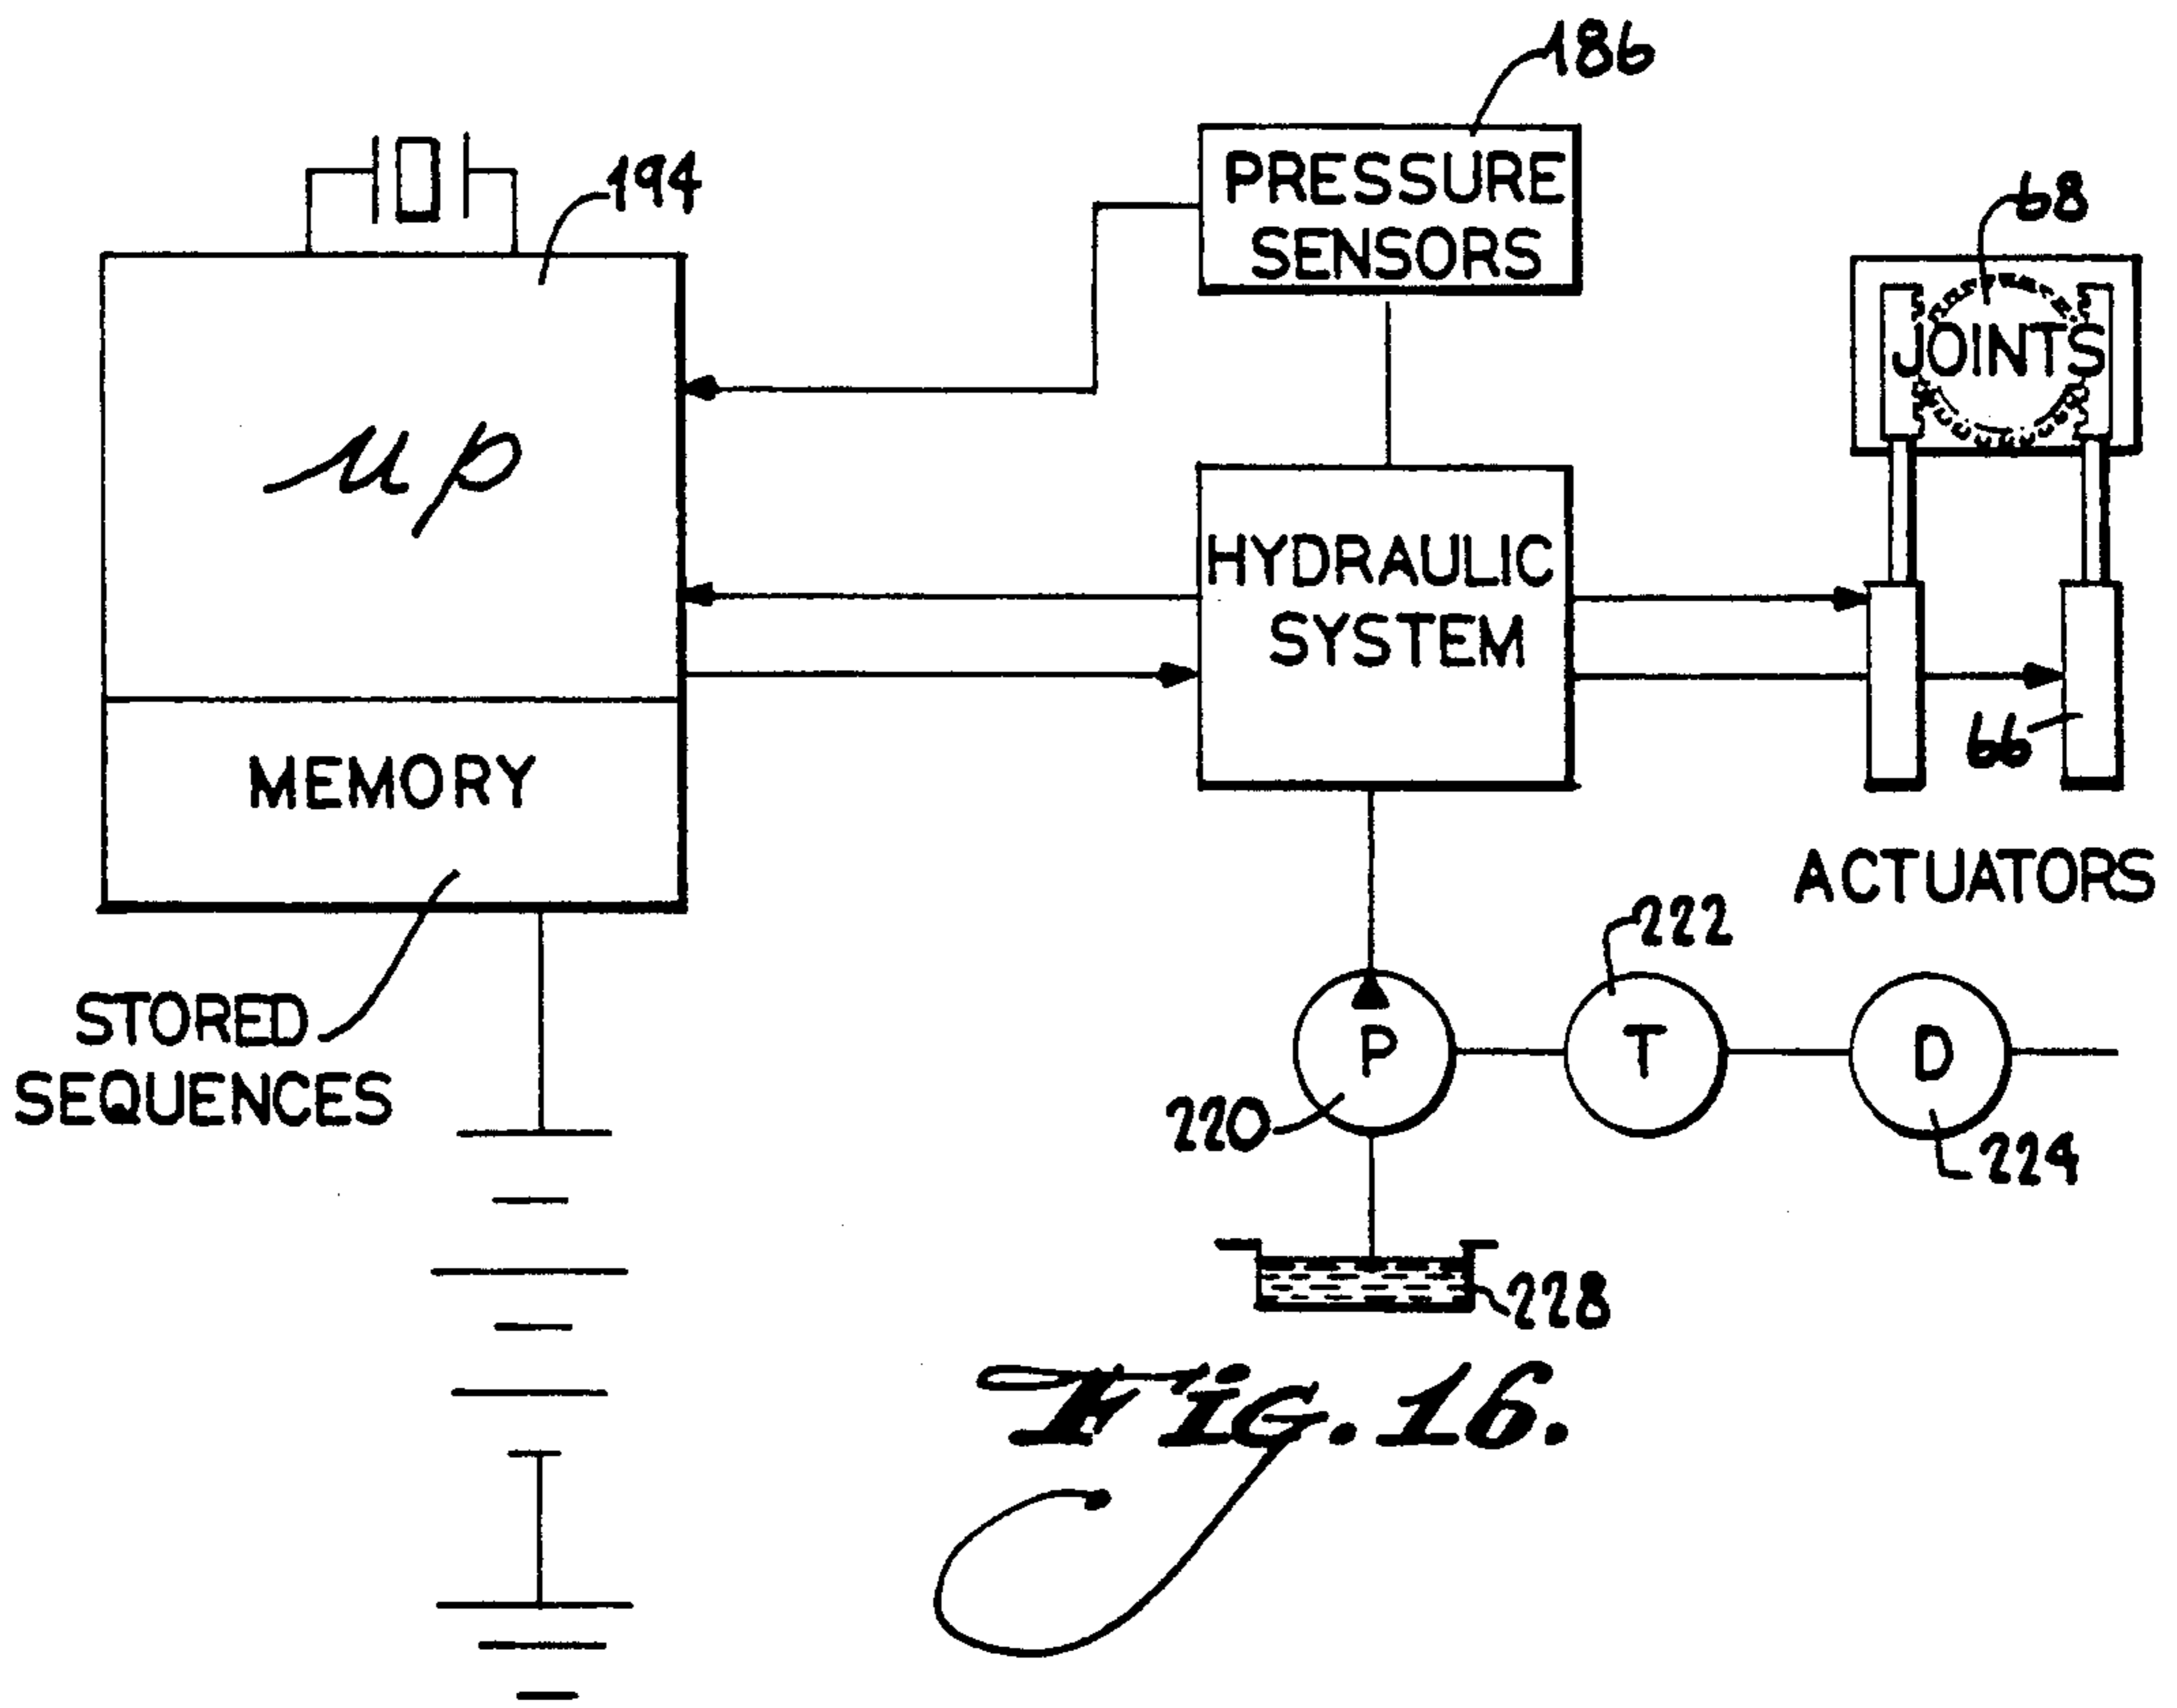 186
PRESSURE
SENSORS
194
68
JOINTS
µp
HYDRAULIC
SYSTEM
66
MEMORY
ACTUATORS
STORED
SEQUENCES
222
P
T
D
220
224
228
Fig. 16.